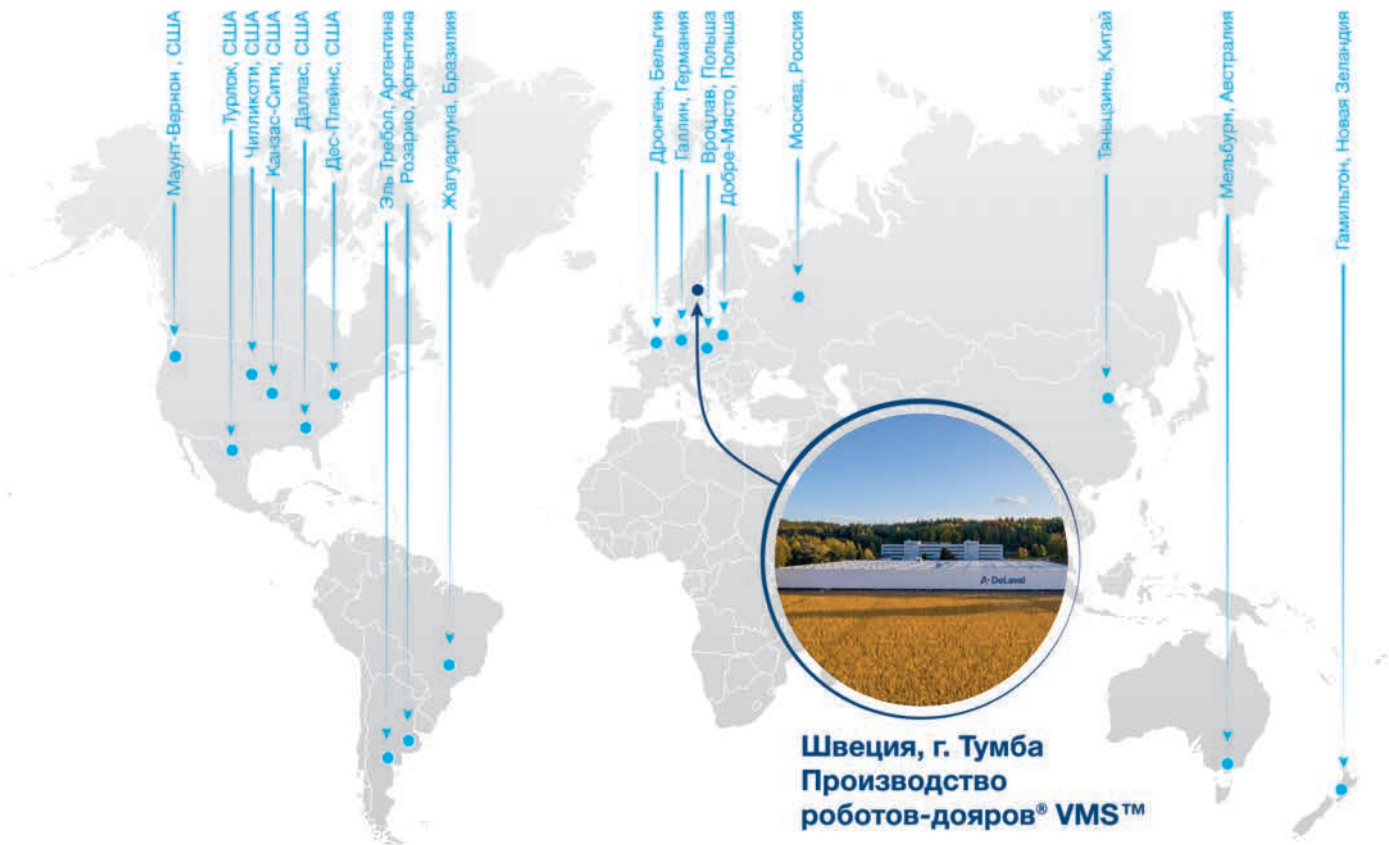 Маунт-Вернон , США
Турлок, США
Чилликоти, США
Канзас-Сити, США
Даллас, США
Дес-Плейнс, США
Эль Требол, Аргентина
Розарио, Аргентина
Жагуариуна, Бразилия
Дронген, Бельгия
Галлин, Германия
Вроцлав, Польша
Добре-Място, Польша
Москва, Россия
Тяньцзинь, Китай
Мельбурн, Австралия
Гамильтон, Новая Зеландия
DeLaval
Швеция, г. Тумба
Производство
роботов-дояров® VMS™